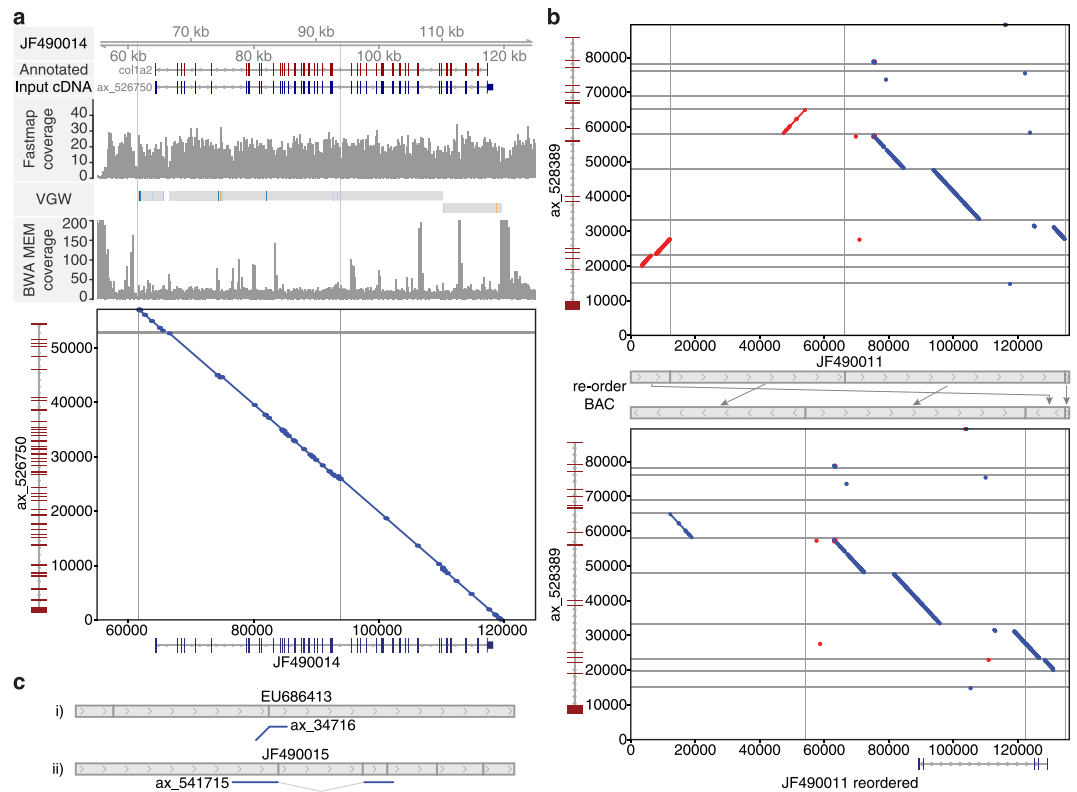 a
JF490014
70 kb 90 kb 110 kb
60 kb 80 kb 100 kb 120 kb
Annotated col1a2
Input cDNA ax_526750
Fastmap coverage
40
30
20
10
0
VGW
BWA MEM coverage
200
150
100
50
0
ax_526750
50000
40000
30000
20000
10000
0
60000 80000 100000 120000
JF490014
b
ax_528389
80000
70000
60000
50000
40000
30000
20000
10000
0
0 20000 40000 60000 80000 100000 120000
JF490011
re-order
BAC
ax_528389
80000
70000
60000
50000
40000
30000
20000
10000
0
0 20000 40000 60000 80000 100000 120000
JF490011 reordered
c
EU686413
i)
ax_34716
JF490015
ii)
ax_541715